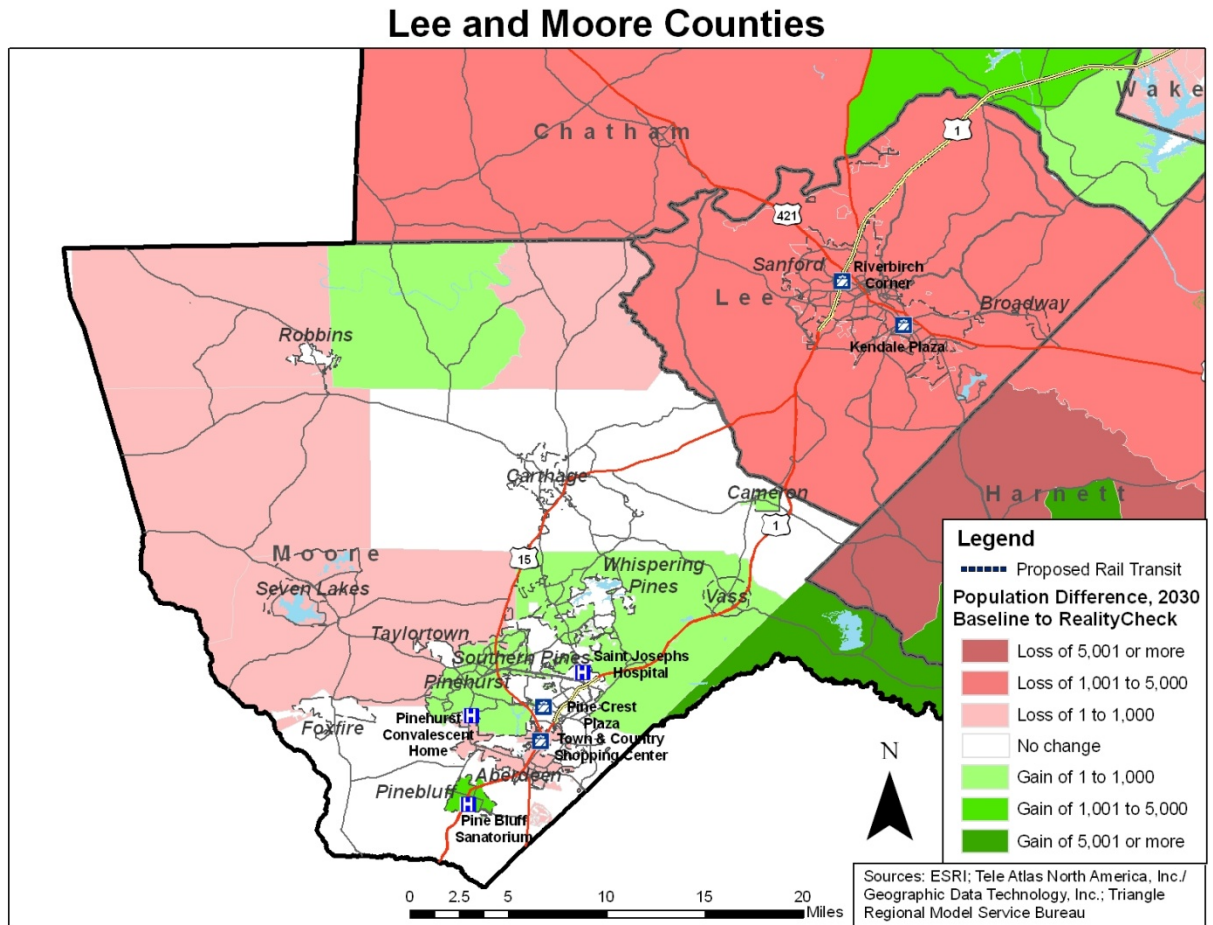 Lee and Moore Counties
Wake
Chatham
1
421
Sanford
Riverbirch
Corner
Lee
Broadway
Kendale Plaza
Robbins
Carthage
Cameron
Harnett
1
15
Moore
Whispering
Pines
Seven Lakes
Vass
Taylortown
Southern Pines
Saint Josephs
Hospital
H
Pinehurst
Pinehurst
Convalescent
Home
H
Pine Crest
Plaza
Foxfire
Town & Country
Shopping Center
Aberdeen
Pinebluff
H
Pine Bluff
Sanatorium
N
Legend
Proposed Rail Transit
Population Difference, 2030
Baseline to RealityCheck
Loss of 5,001 or more
Loss of 1,001 to 5,000
Loss of 1 to 1,000
No change
Gain of 1 to 1,000
Gain of 1,001 to 5,000
Gain of 5,001 or more
0 2.5 5 10 15 20
Miles
Sources: ESRI; Tele Atlas North America, Inc./
Geographic Data Technology, Inc.; Triangle
Regional Model Service Bureau